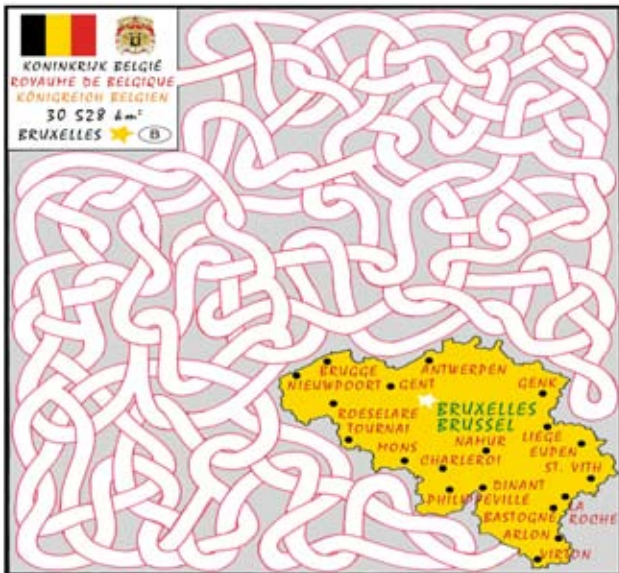 KONINKRIJK BELGIË
ROYAUME DE BELGIQUE
KÖNIGREICH BELGIEN
30 528 km²
BRUXELLES B
BRUGGE
ANTWERPEN
NIEUWPOORT
GENT
GENK
ROESELARE
BRUXELLES
BRUSSEL
TOURNAI
LIEGE
MONS
NAMUR
EUPEN
CHARLEROI
ST. VITH
DINANT
PHILIPPEVILLE
BASTOGNE
LA
ROCHE
ARLON
VIRTON